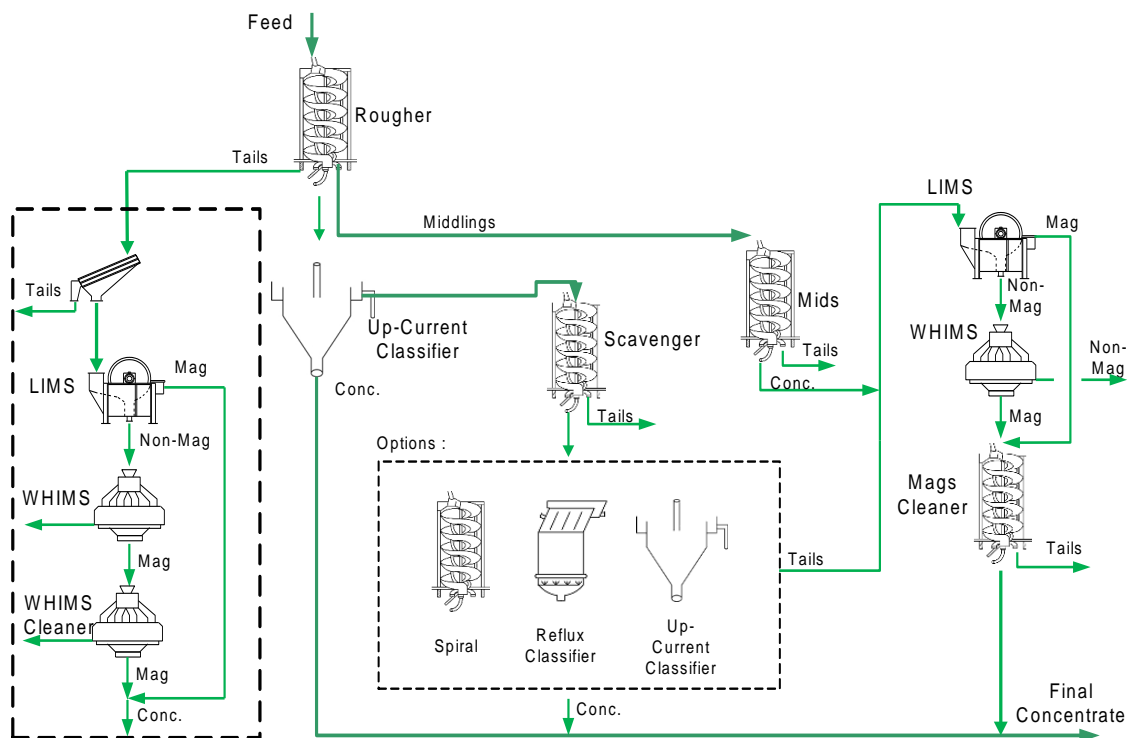 Feed
Rougher
Tails
Middlings
LIMS
Mag
Tails
Non-
Mag
Mids
Up-Current
Classifier
Scavenger
WHIMS
Tails
Non-
Mag
LIMS
Mag
Conc.
Conc.
Tails
Mag
Non-Mag
Options :
Mags
Cleaner
WHIMS
Tails
Tails
Mag
WHIMS
Cleaner
Spiral
Reflux
Classifier
Up-
Current
Classifier
Mag
Conc.
Conc.
Final
Concentrate